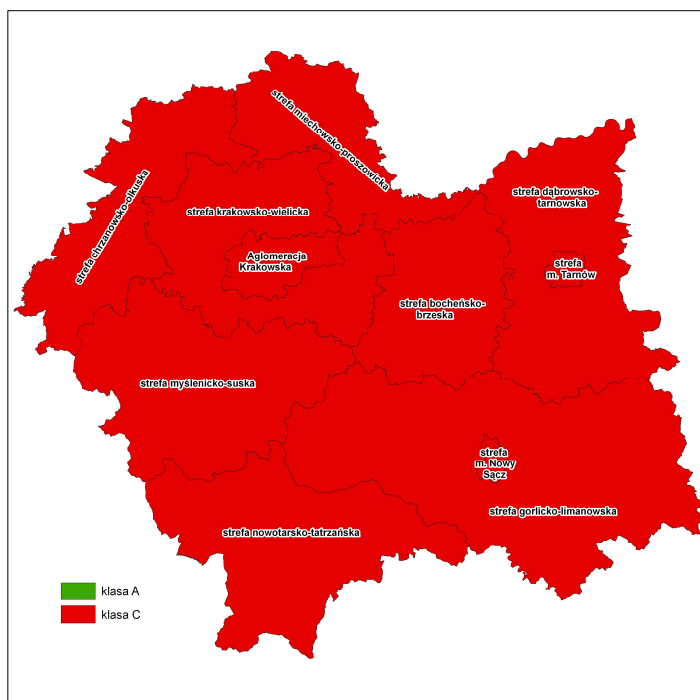 strefa miechowsko-proszowicka
strefa chrzanowsko-olkuska
strefa dąbrowsko-
tarnowska
strefa krakowsko-wielicka
Aglomeracja
Krakowska
strefa
m. Tarnów
strefa bocheńsko-
brzeska
strefa myślenicko-suska
strefa
m. Nowy
Sącz
strefa gorlicko-limanowska
strefa nowotarsko-tatrzańska
klasa A
klasa C